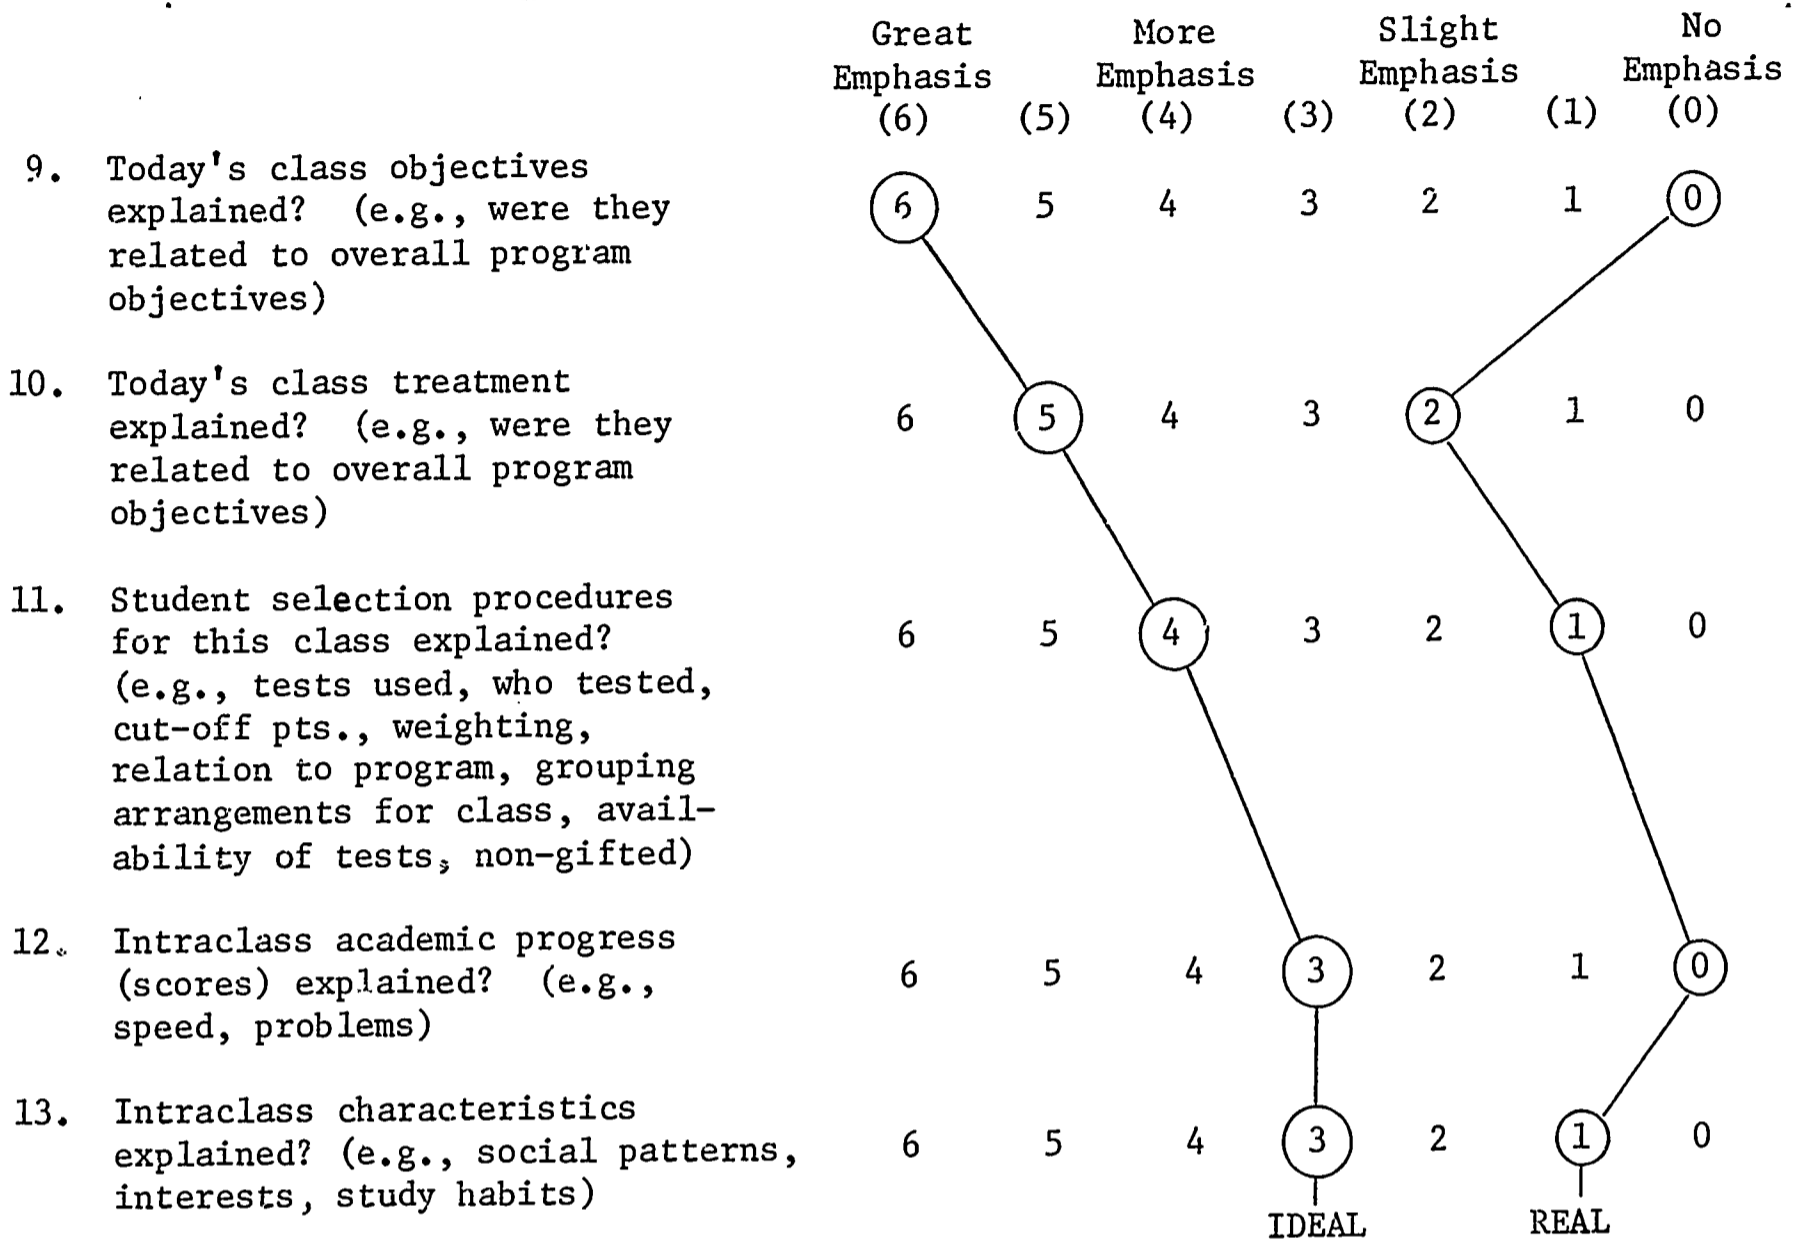 Great More Slight No
Emphasis Emphasis Emphasis Emphasis
(6) (5) (4) (3) (2) (1) (0)
9. Today's class objectives
explained? (e.g., were they 6 5 4 3 2 1 0
related to overall program
objectives)
10. Today's class treatment
explained? (e.g., were they 6 5 4 3 2 1 0
related to overall program
objectives)
11. Student selection procedures
for this class explained? 6 5 4 3 2 1 0
(e.g., tests used, who tested,
cut-off pts., weighting,
relation to program, grouping
arrangements for class, avail-
ability of tests, non-gifted)
12. Intraclass academic progress
(scores) explained? (e.g., 6 5 4 3 2 1 0
speed, problems)
13. Intraclass characteristics
explained? (e.g., social patterns, 6 5 4 3 2 1 0
interests, study habits)
IDEAL REAL